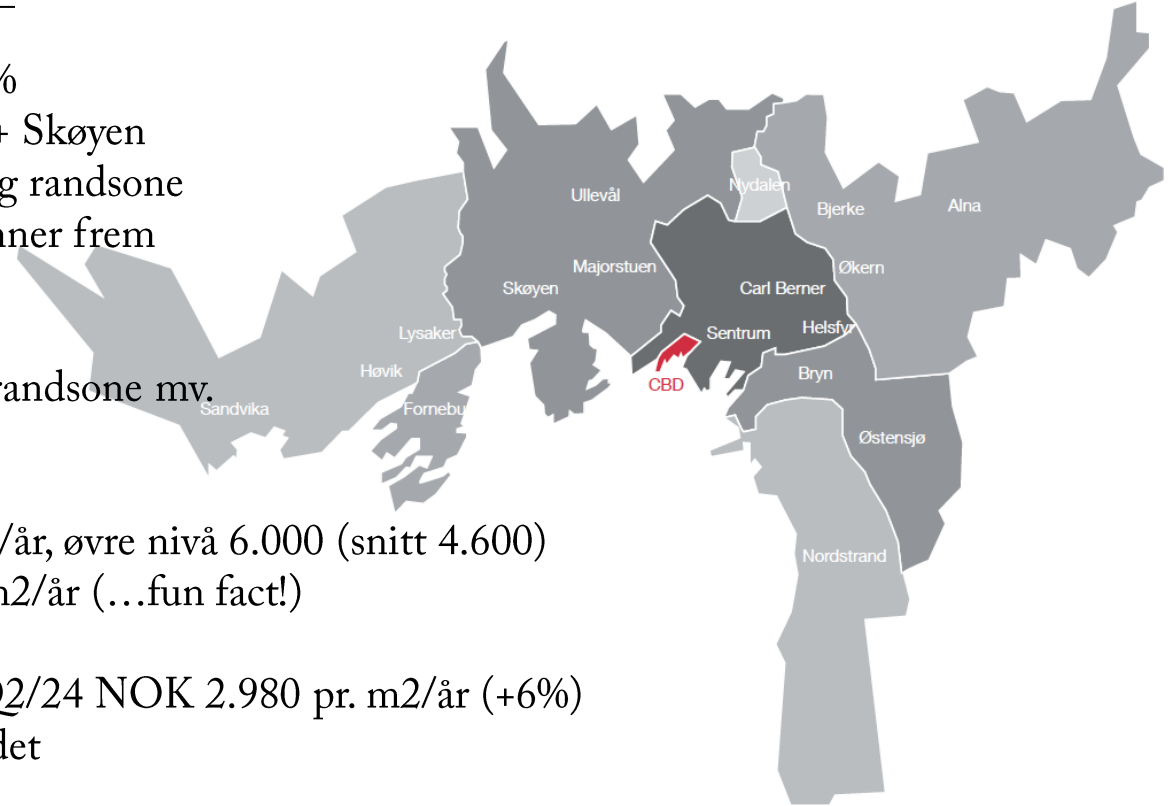 %
+ Skøyen
g randsone
nner frem
randsone mv.
/år, øvre nivå 6.000 (snitt 4.600)
m2/år (…fun fact!)
Q2/24 NOK 2.980 pr. m2/år (+6%)
det
Ullevål
Nydalen
Bjerke
Alna
Majorstuen
Økern
Skøyen
Carl Berner
Lysaker
Sentrum
Helsfyr
Høvik
CBD
Bryn
Sandvika
Fornebu
Østensjø
Nordstrand